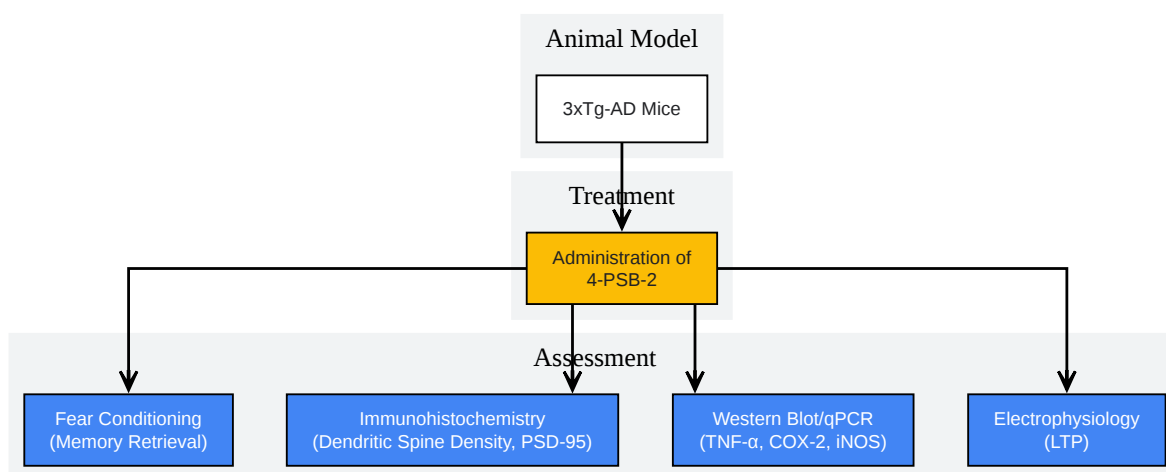 Animal Model
3xTg-AD Mice
Treatment
Administration of
4-PSB-2
Assessment
Fear Conditioning
(Memory Retrieval)
Immunohistochemistry
(Dendritic Spine Density, PSD-95)
Western Blot/qPCR
(TNF-α, COX-2, iNOS)
Electrophysiology
(LTP)